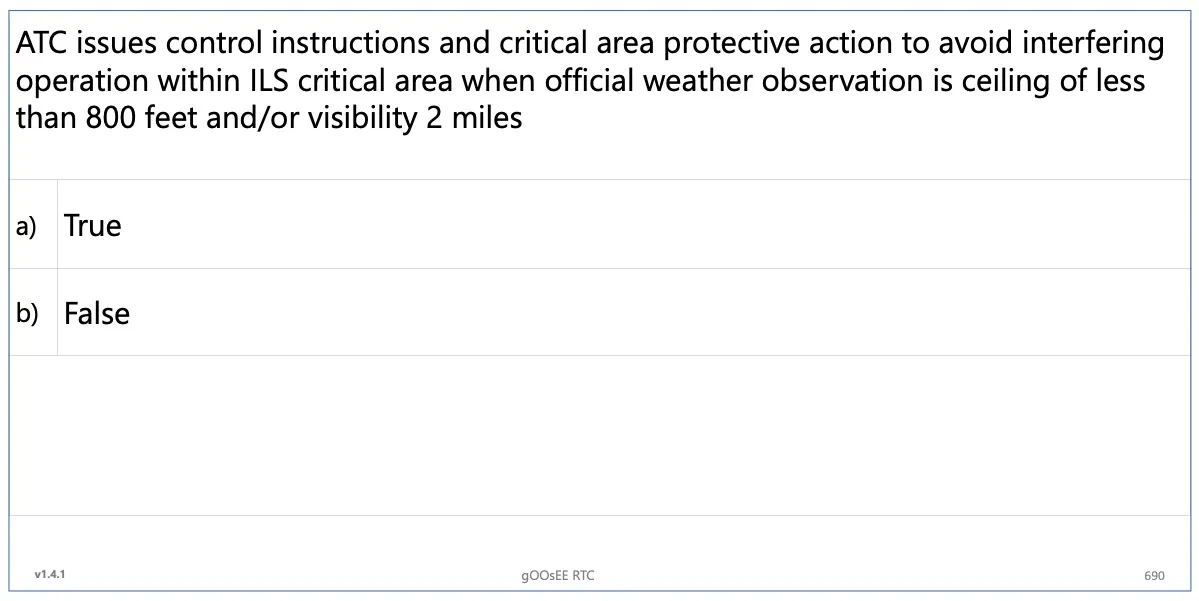 ATC issues control instructions and critical area protective action to avoid interfering
operation within ILS critical area when official weather observation is ceiling of less
than 800 feet and/or visibility 2 miles
a) True
b) False
v1.4.1 gOOsEE RTC 690